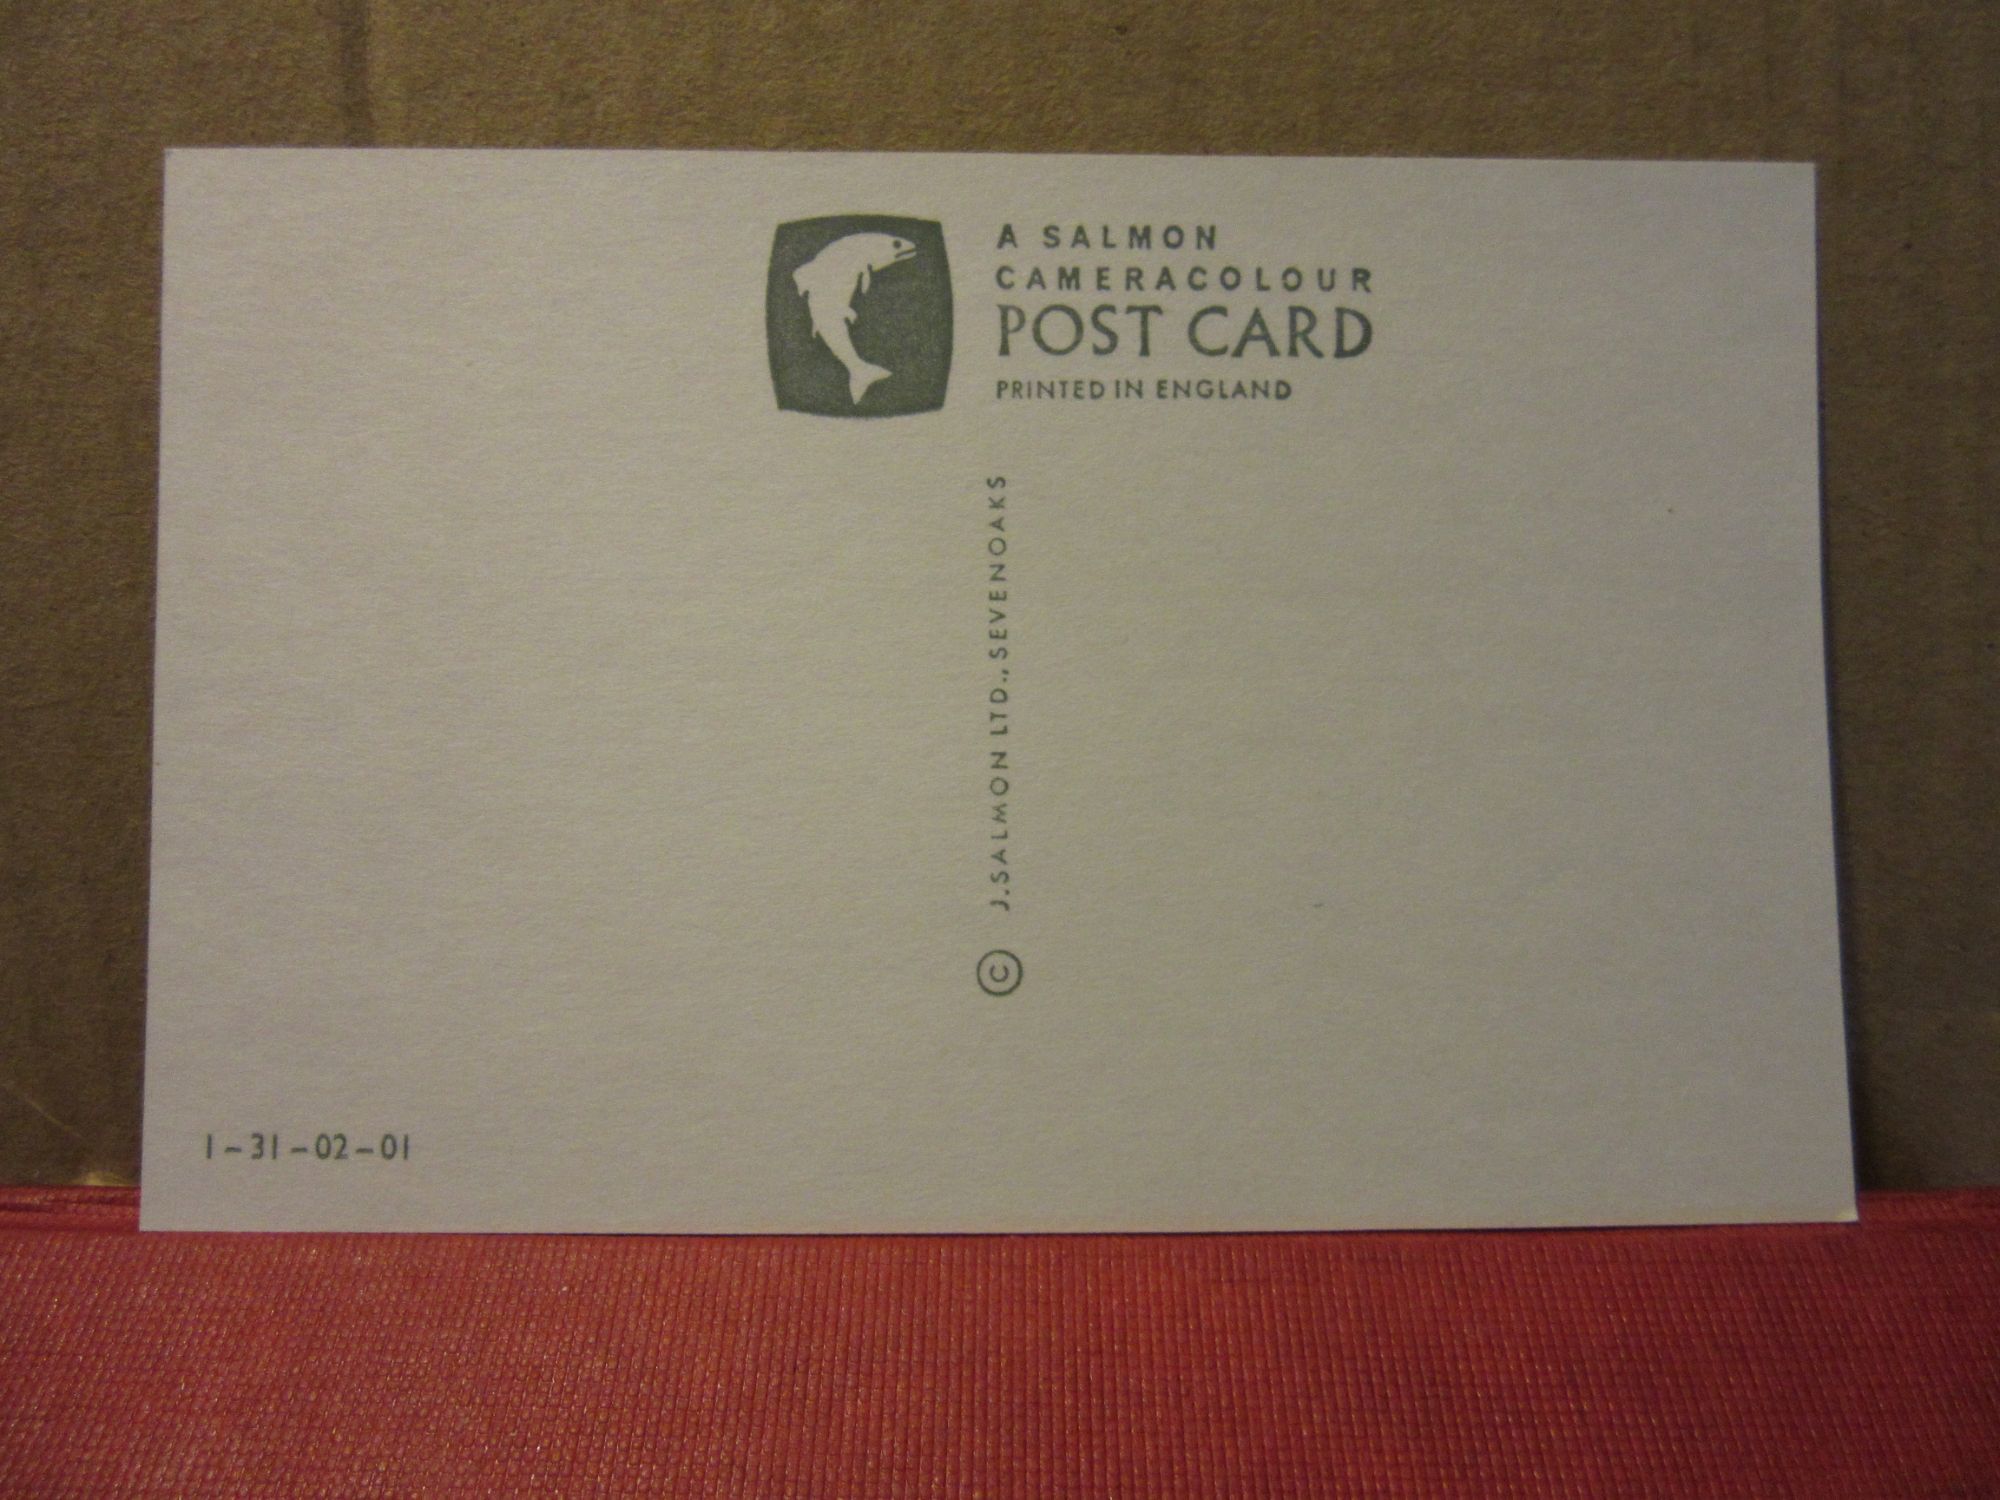 A SALMON
CAMERACOLOUR
POST CARD
PRINTED IN ENGLAND
© J. SALMON LTD., SEVENOAKS
1-31-02-01